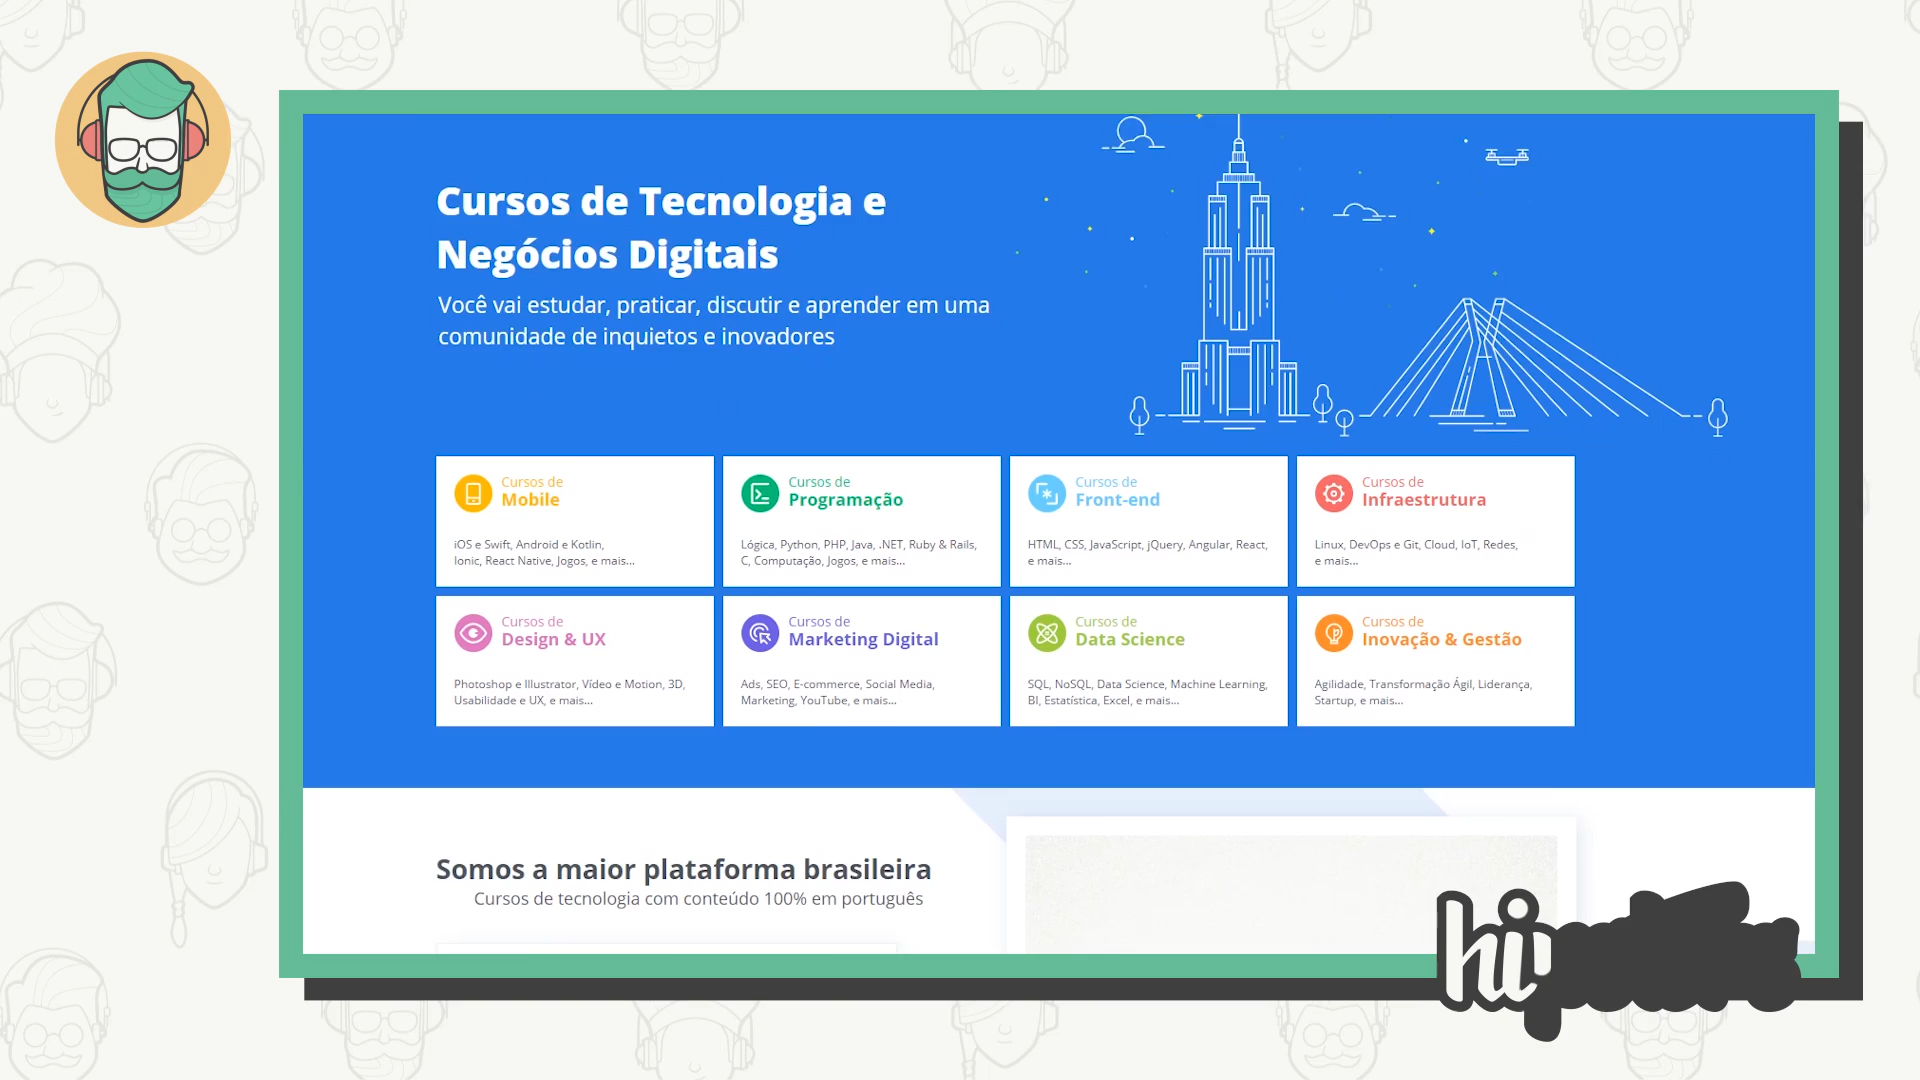 Cursos de Tecnologia e
Negócios Digitais
Você vai estudar, praticar, discutir e aprender em uma
comunidade de inquietos e inovadores
Cursos de
Mobile
iOS e Swift, Android e Kotlin,
Ionic, React Native, Jogos, e mais...
Cursos de
Programação
Lógica, Python, PHP, Java, .NET, Ruby & Rails,
C, Computação, Jogos, e mais...
Cursos de
Front-end
HTML, CSS, JavaScript, jQuery, Angular, React,
e mais...
Cursos de
Infraestrutura
Linux, DevOps e Git, Cloud, IoT, Redes,
e mais...
Cursos de
Design & UX
Photoshop e Illustrator, Vídeo e Motion, 3D,
Usabilidade e UX, e mais...
Cursos de
Marketing Digital
Ads, SEO, E-commerce, Social Media,
Marketing, YouTube, e mais...
Cursos de
Data Science
SQL, NoSQL, Data Science, Machine Learning,
BI, Estatística, Excel, e mais...
Cursos de
Inovação & Gestão
Agilidade, Transformação Ágil, Liderança,
Startup, e mais...
Somos a maior plataforma brasileira
Cursos de tecnologia com conteúdo 100% em português